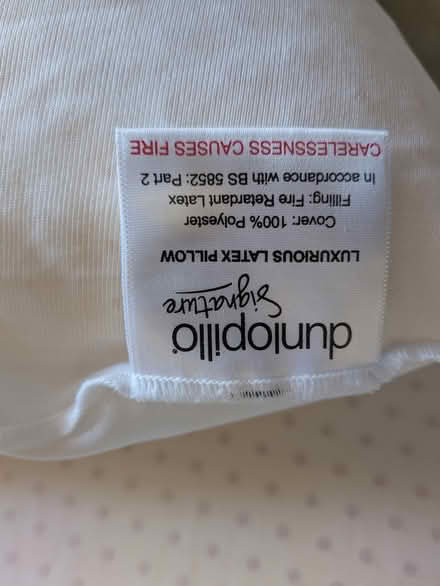 dunlopillo®
Signature
LUXURIOUS LATEX PILLOW
Cover: 100% Polyester
Filling: Fire Retardant Latex
In accordance with BS 5852: Part 2
CARELESSNESS CAUSES FIRE